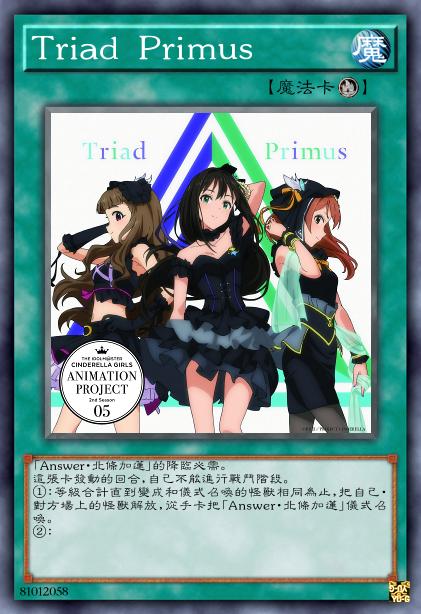 Triad Primus
魔
【魔法卡】
Triad Primus
THE IDOLM@STER
CINDERELLA GIRLS
ANIMATION
PROJECT
2nd Season
05
「Answer・北條加蓮」的降臨必需。
這張卡發動的回合,自己不能進行戰鬥階段。
①:等級合計直到變成和儀式召喚的怪獸相同為止,把自己・
對方場上的怪獸解放,從手卡把「Answer・北條加蓮」儀式召
喚。
②:
81012058